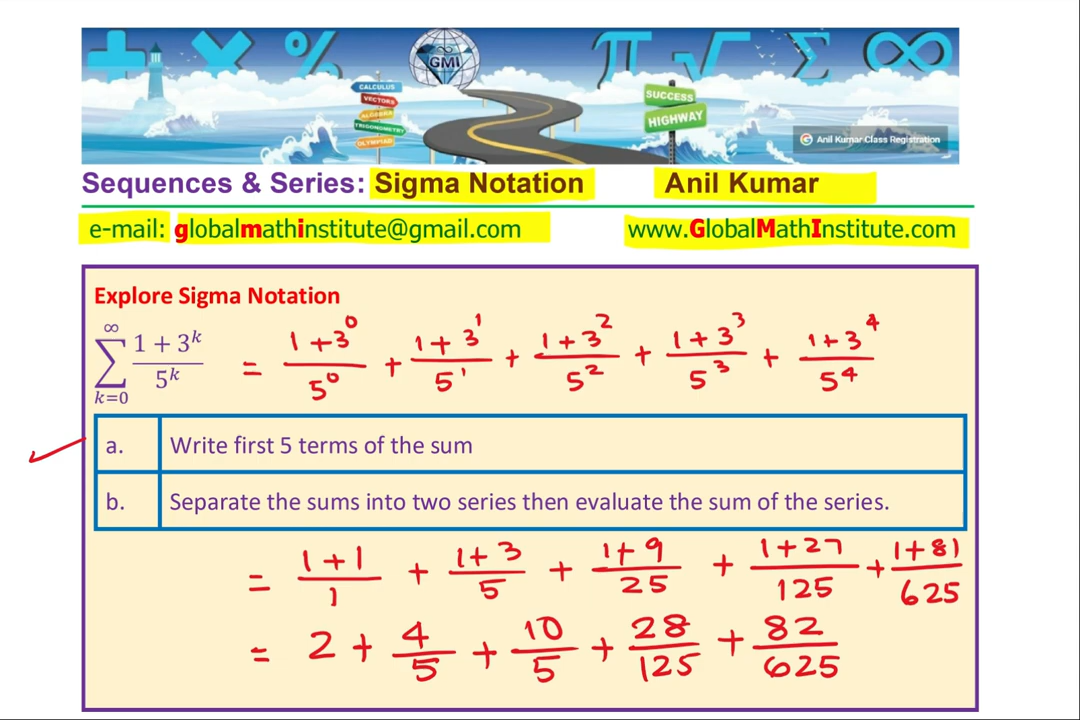 GMI
CALCULUS
VECTORS
ALGEBRA
TRIGONOMETRY
OLYMPIAD
SUCCESS
HIGHWAY
+ × % π √ Σ ∞
Anil Kumar Class Registration
Sequences & Series: Sigma Notation Anil Kumar
e-mail: globalmathinstitute@gmail.com www.GlobalMathInstitute.com
Explore Sigma Notation
∑_{k=0}^{∞} (1 + 3^k)/5^k = (1+3^0)/5^0 + (1+3^1)/5^1 + (1+3^2)/5^2 + (1+3^3)/5^3 + (1+3^4)/5^4
a. Write first 5 terms of the sum
b. Separate the sums into two series then evaluate the sum of the series.
= (1+1)/1 + (1+3)/5 + (1+9)/25 + (1+27)/125 + (1+81)/625
= 2 + 4/5 + 10/5 + 28/125 + 82/625